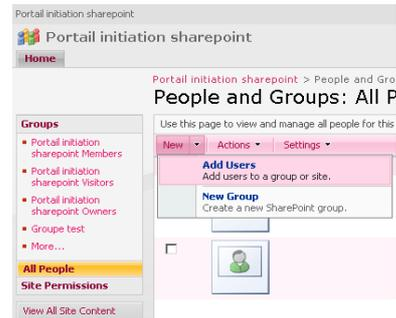 Portail initiation sharepoint
Portail initiation sharepoint
Home
Portail initiation sharepoint > People and Gro
People and Groups: All P
Groups
Portail initiation
sharepoint Members
Portail initiation
sharepoint Visitors
Portail initiation
sharepoint Owners
Groupe test
More...
All People
Site Permissions
View All Site Content
Use this page to view and manage all people for this
New Actions Settings
Add Users
Add users to a group or site.
New Group
Create a new SharePoint group.